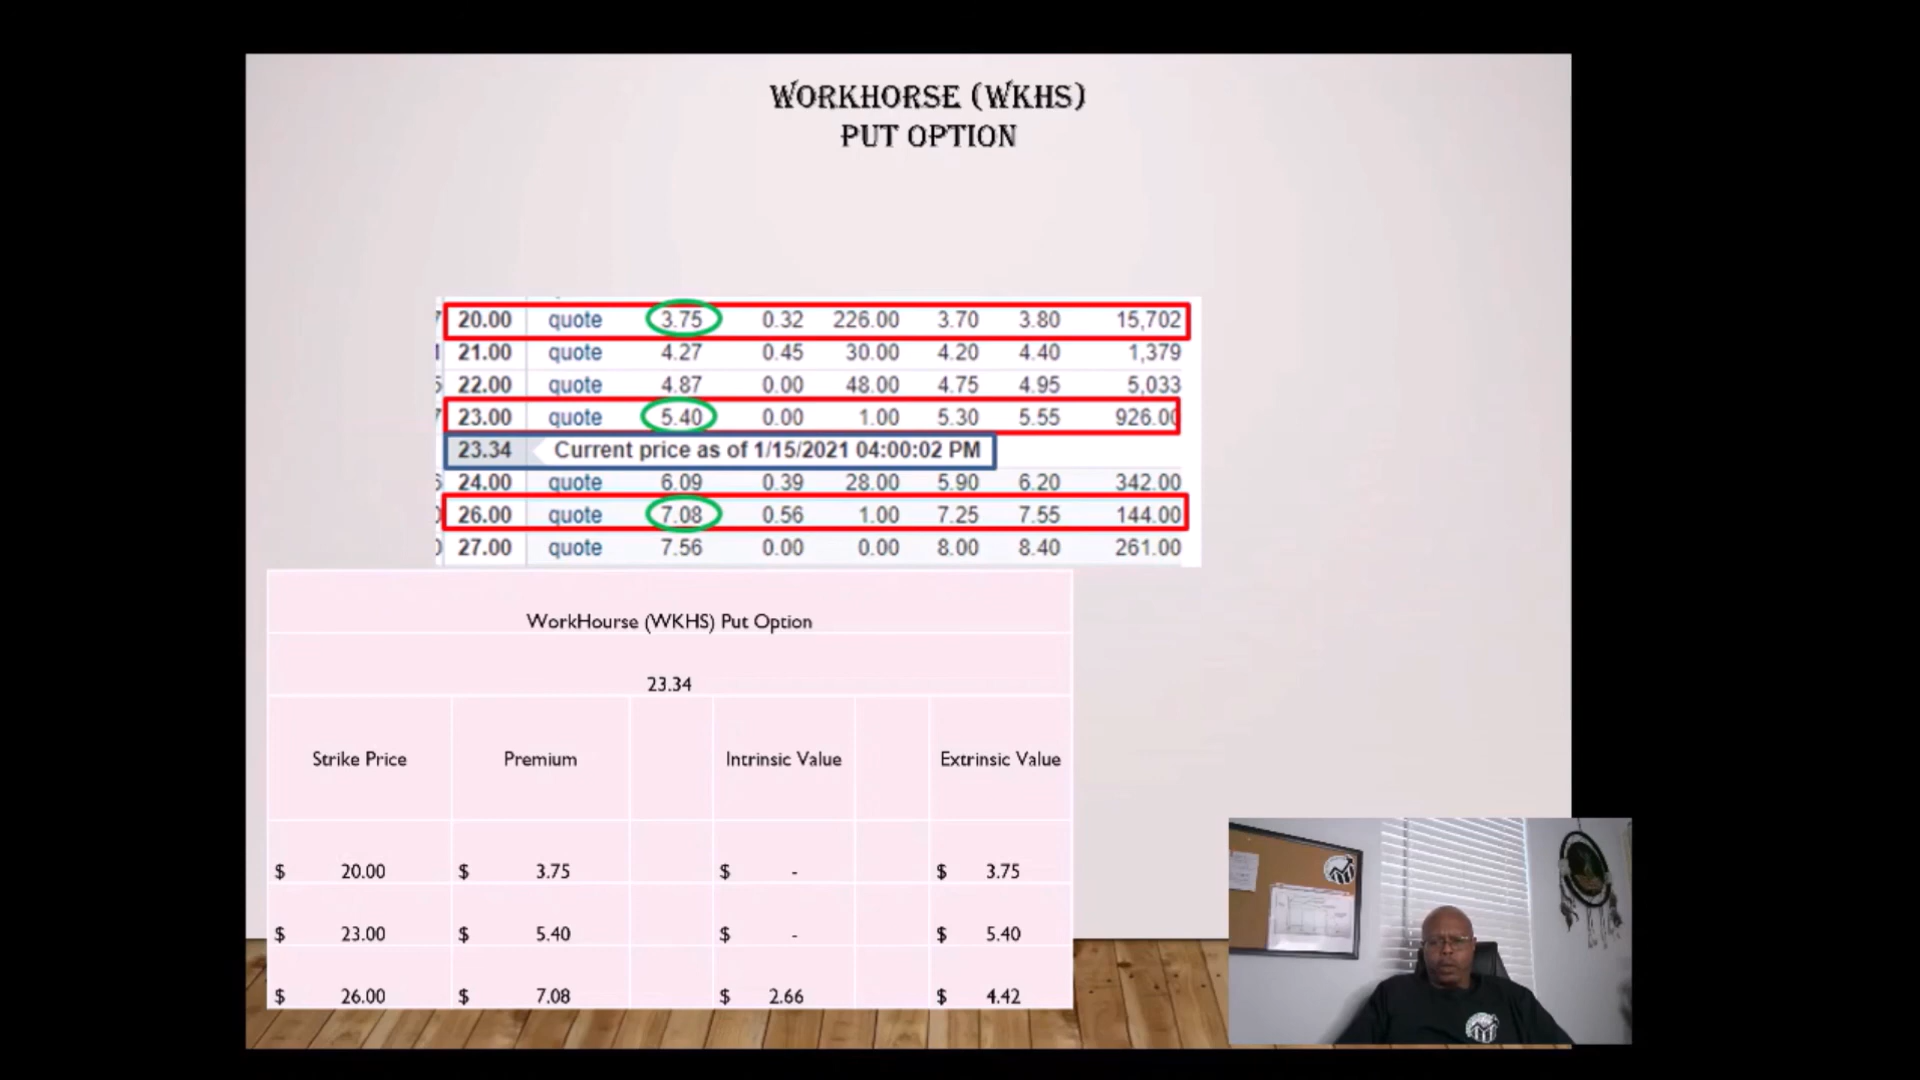 WORKHORSE (WKHS)
PUT OPTION
20.00 quote 3.75 0.32 226.00 3.70 3.80 15,702
21.00 quote 4.27 0.45 30.00 4.20 4.40 1,379
22.00 quote 4.87 0.00 48.00 4.75 4.95 5,033
23.00 quote 5.40 0.00 1.00 5.30 5.55 926.00
23.34 Current price as of 1/15/2021 04:00:02 PM
24.00 quote 6.09 0.39 28.00 5.90 6.20 342.00
26.00 quote 7.08 0.56 1.00 7.25 7.55 144.00
27.00 quote 7.56 0.00 0.00 8.00 8.40 261.00
WorkHourse (WKHS) Put Option
23.34
Strike Price Premium Intrinsic Value Extrinsic Value
$ 20.00 $ 3.75 $ - $ 3.75
$ 23.00 $ 5.40 $ - $ 5.40
$ 26.00 $ 7.08 $ 2.66 $ 4.42